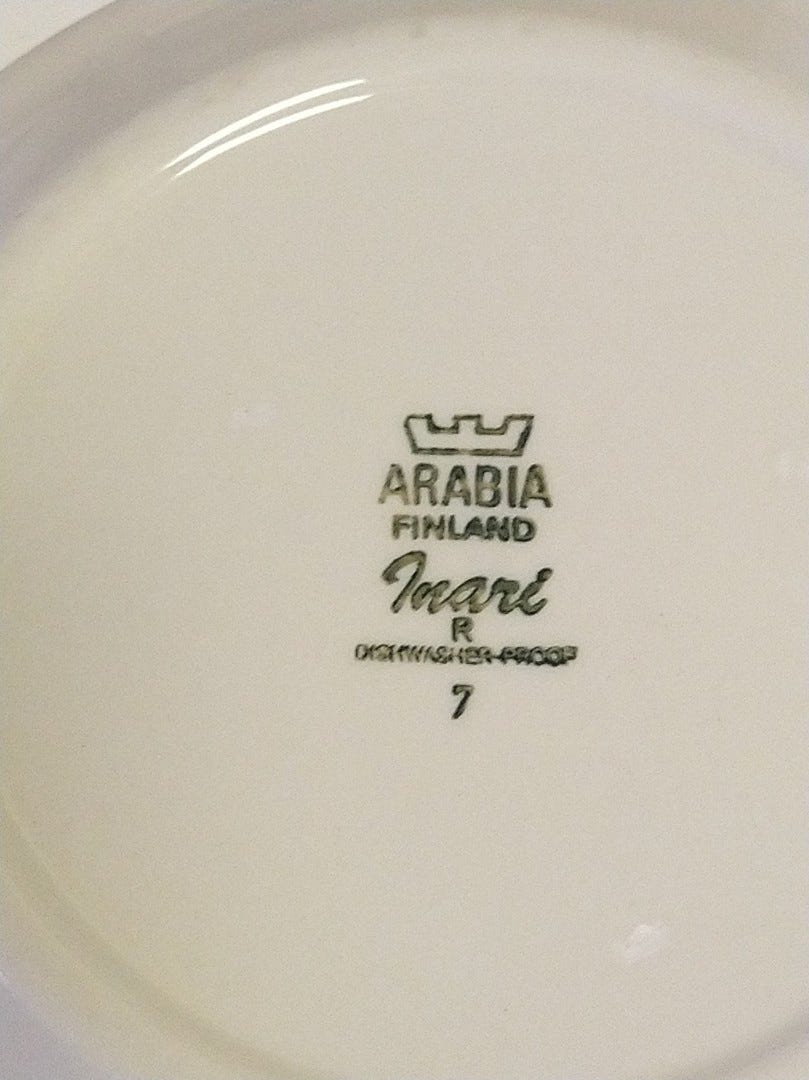 ARABIA
FINLAND
Inari
R
DISHWASHER-PROOF
7